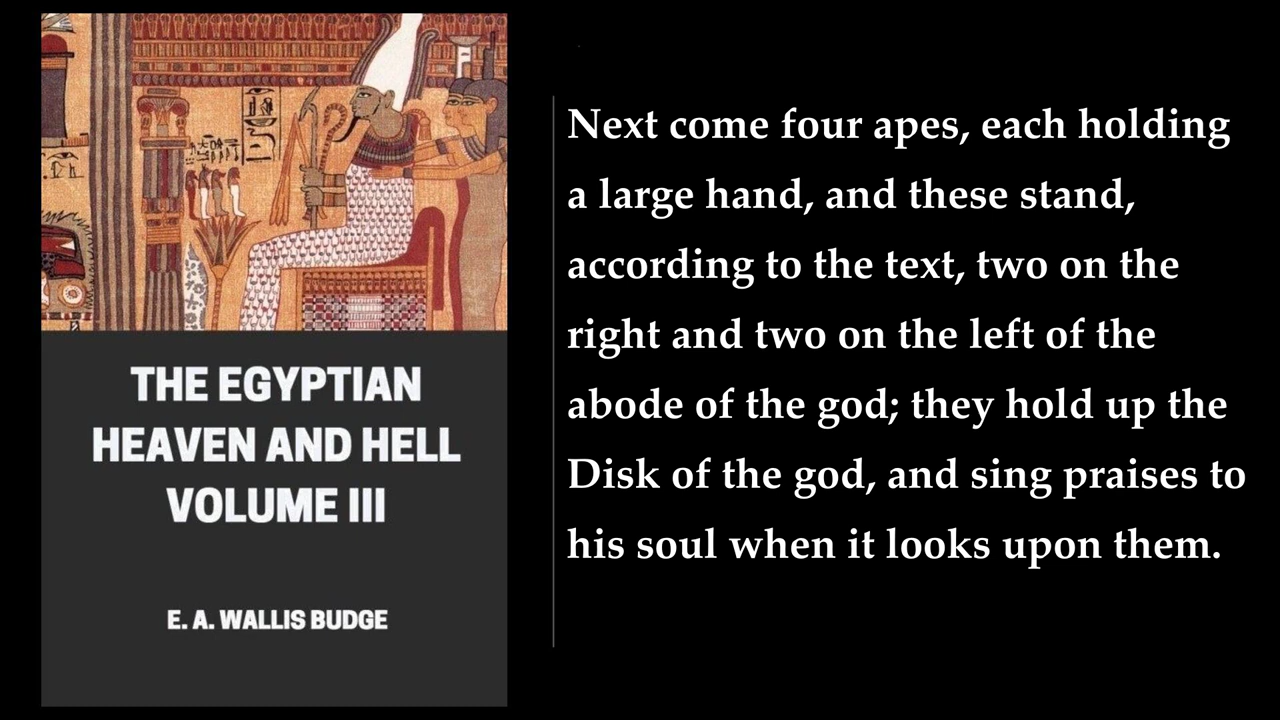 THE EGYPTIAN
HEAVEN AND HELL
VOLUME III
E. A. WALLIS BUDGE
Next come four apes, each holding
a large hand, and these stand,
according to the text, two on the
right and two on the left of the
abode of the god; they hold up the
Disk of the god, and sing praises to
his soul when it looks upon them.